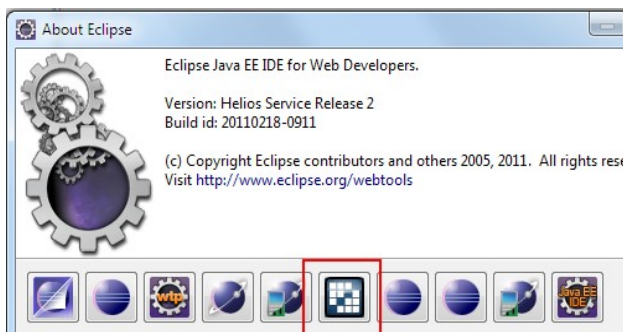 About Eclipse
Eclipse Java EE IDE for Web Developers.
Version: Helios Service Release 2
Build id: 20110218-0911
(c) Copyright Eclipse contributors and others 2005, 2011. All rights rese
Visit http://www.eclipse.org/webtools
wtp
Java EE
IDE